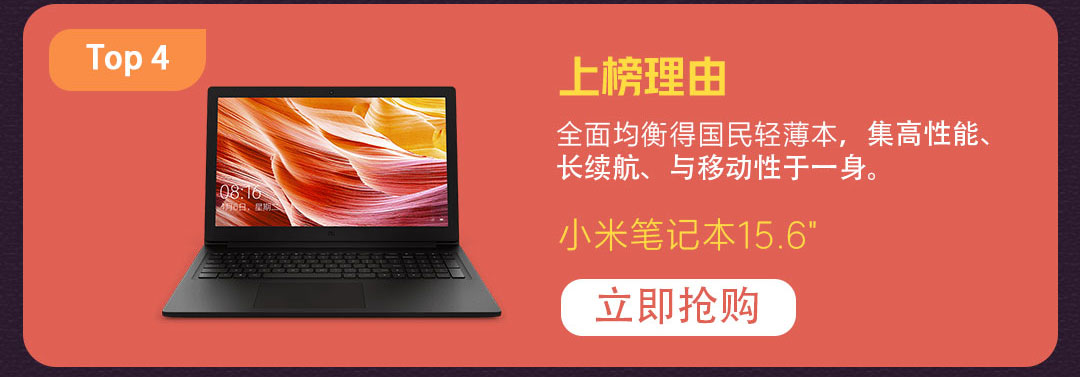 Top 4
上榜理由
全面均衡得国民轻薄本，集高性能、
长续航、与移动性于一身。
08:16
小米笔记本15.6"
立即抢购